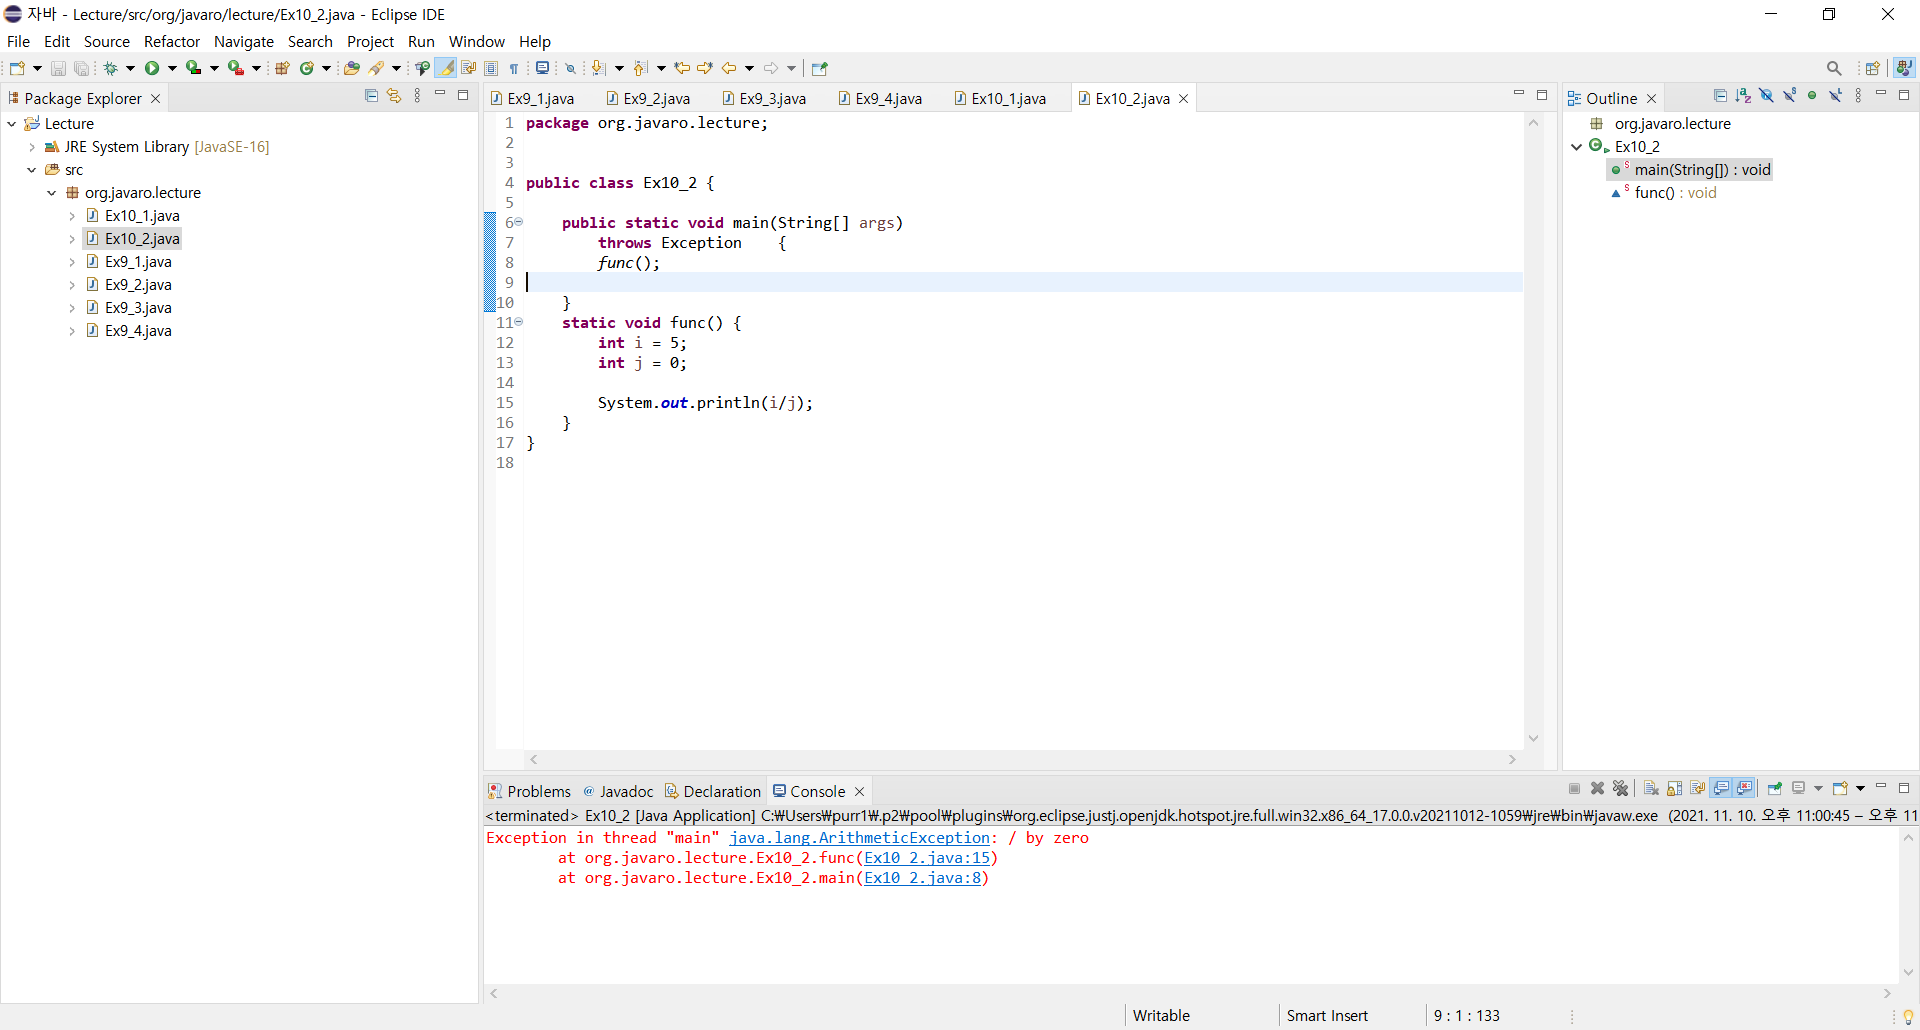 자바 - Lecture/src/org/javaro/lecture/Ex10_2.java - Eclipse IDE
File Edit Source Refactor Navigate Search Project Run Window Help
Package Explorer
Lecture
JRE System Library [JavaSE-16]
src
org.javaro.lecture
Ex10_1.java
Ex10_2.java
Ex9_1.java
Ex9_2.java
Ex9_3.java
Ex9_4.java
Ex9_1.java Ex9_2.java Ex9_3.java Ex9_4.java Ex10_1.java Ex10_2.java
1 package org.javaro.lecture;
2
3
4 public class Ex10_2 {
5
6 public static void main(String[] args)
7 throws Exception {
8 func();
9
10 }
11 static void func() {
12 int i = 5;
13 int j = 0;
14
15 System.out.println(i/j);
16 }
17 }
18
Outline
org.javaro.lecture
Ex10_2
main(String[]) : void
func() : void
Problems @ Javadoc Declaration Console
<terminated> Ex10_2 [Java Application] C:₩Users₩purr1₩.p2₩pool₩plugins₩org.eclipse.justj.openjdk.hotspot.jre.full.win32.x86_64_17.0.0.v20211012-1059₩jre₩bin₩javaw.exe (2021. 11. 10. 오후 11:00:45 – 오후 11
Exception in thread "main" java.lang.ArithmeticException: / by zero
at org.javaro.lecture.Ex10_2.func(Ex10_2.java:15)
at org.javaro.lecture.Ex10_2.main(Ex10_2.java:8)
Writable Smart Insert 9 : 1 : 133